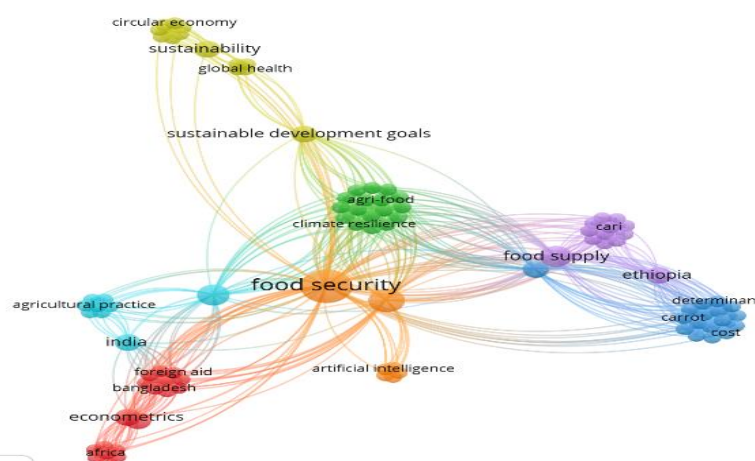 circular economy
sustainability
global health
sustainable development goals
agri-food
climate resilience
cari
food supply
ethiopia
food security
determinan
agricultural practice
carrot
cost
india
artificial intelligence
foreign aid
bangladesh
econometrics
africa